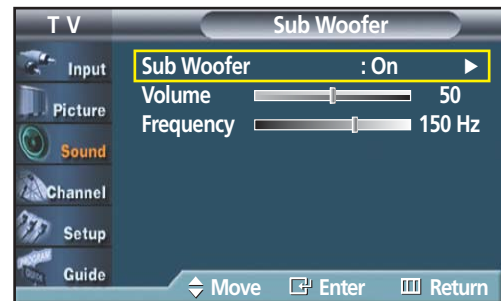 T V
Sub Woofer
Input
Picture
Sound
Channel
Setup
Guide
Sub Woofer : On
Volume 50
Frequency 150 Hz
Move Enter Return